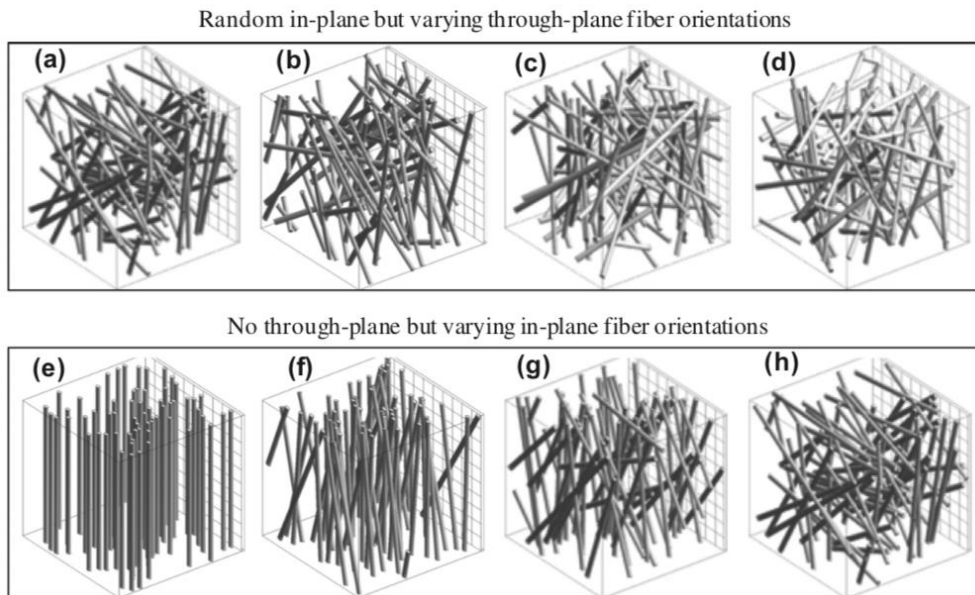 Random in-plane but varying through-plane fiber orientations
(a) (b) (c) (d)
No through-plane but varying in-plane fiber orientations
(e) (f) (g) (h)